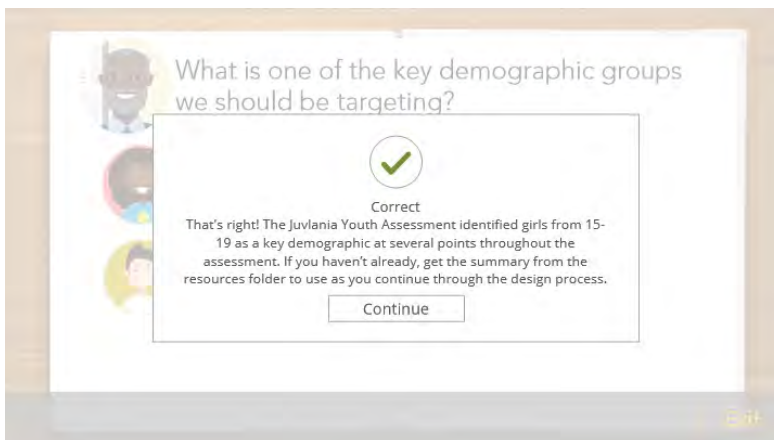 What is one of the key demographic groups
we should be targeting?
Correct
That's right! The Juvlania Youth Assessment identified girls from 15-
19 as a key demographic at several points throughout the
assessment. If you haven't already, get the summary from the
resources folder to use as you continue through the design process.
Continue
Exit